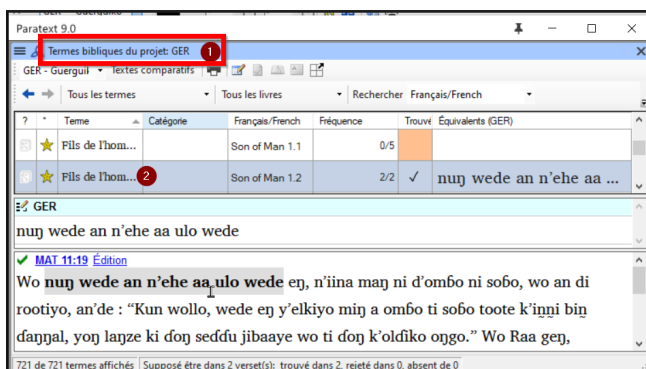 Paratext 9.0
Termes bibliques du projet: GER 1
GER - Guerguil Textes comparatifs
Tous les termes Tous les livres Rechercher Français/French
? * Terme Catégorie Français/French Fréquence Trouvé Équivalents (GER)
Fils de l'hom... Son of Man 1.1 0/5
Fils de l'hom... 2 Son of Man 1.2 2/2 ✓ nuŋ wede an n'ehe aa ...
GER
nuŋ wede an n'ehe aa ulo wede
MAT 11:19 Édition
Wo nuŋ wede an n'ehe aa ulo wede eŋ, n'iina maŋ ni d'omɓo ni soɓo, wo an di
rootiyo, an'de : “Kun wollo, wede eŋ y'elkiyo miŋ a omɓo ti soɓo toote k'ḭnni bin̰
ɗaŋŋal, yoŋ laŋze ki ɗoŋ seɗɗu jibaaye wo ti ɗoŋ k'olɗiko oŋgo.” Wo Raa geŋ,
721 de 721 termes affichés Supposé être dans 2 verset(s): trouvé dans 2, rejeté dans 0, absent de 0